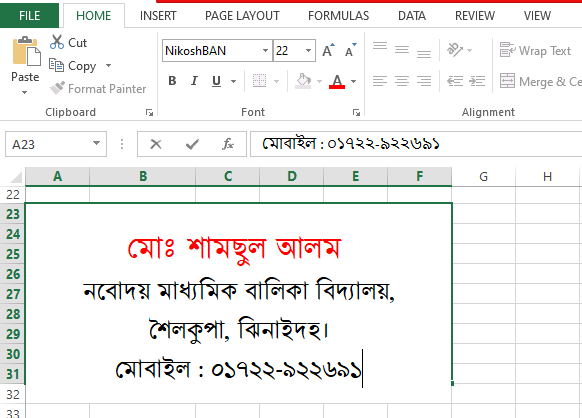 FILE HOME INSERT PAGE LAYOUT FORMULAS DATA REVIEW VIEW
Cut
Copy
Format Painter
Paste
Clipboard
NikoshBAN 22
B I U
Font
Wrap Text
Merge & Ce
Alignment
A23 fx মোবাইল : ০১৭২২-৯২২৬৯১
A B C D E F G H
22
23
24
25 মোঃ শামছুল আলম
26
27 নবোদয় মাধ্যমিক বালিকা বিদ্যালয়,
28
29 শৈলকুপা, ঝিনাইদহ।
30
31 মোবাইল : ০১৭২২-৯২২৬৯১
32
33